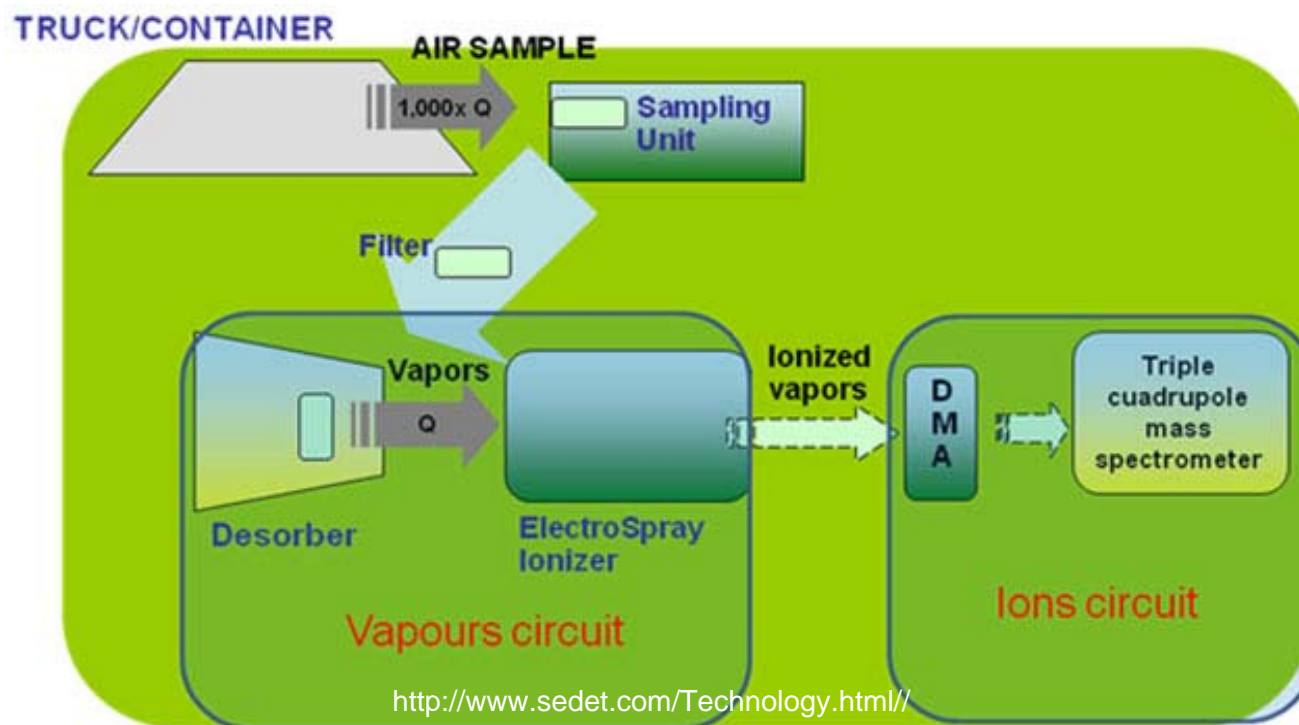 TRUCK/CONTAINER
AIR SAMPLE
1,000x Q
Sampling
Unit
Filter
Vapors
Q
Desorber
ElectroSpray
Ionizer
Vapours circuit
Ionized
vapors
D
M
A
Triple
cuadrupole
mass
spectrometer
Ions circuit
http://www.sedet.com/Technology.html//